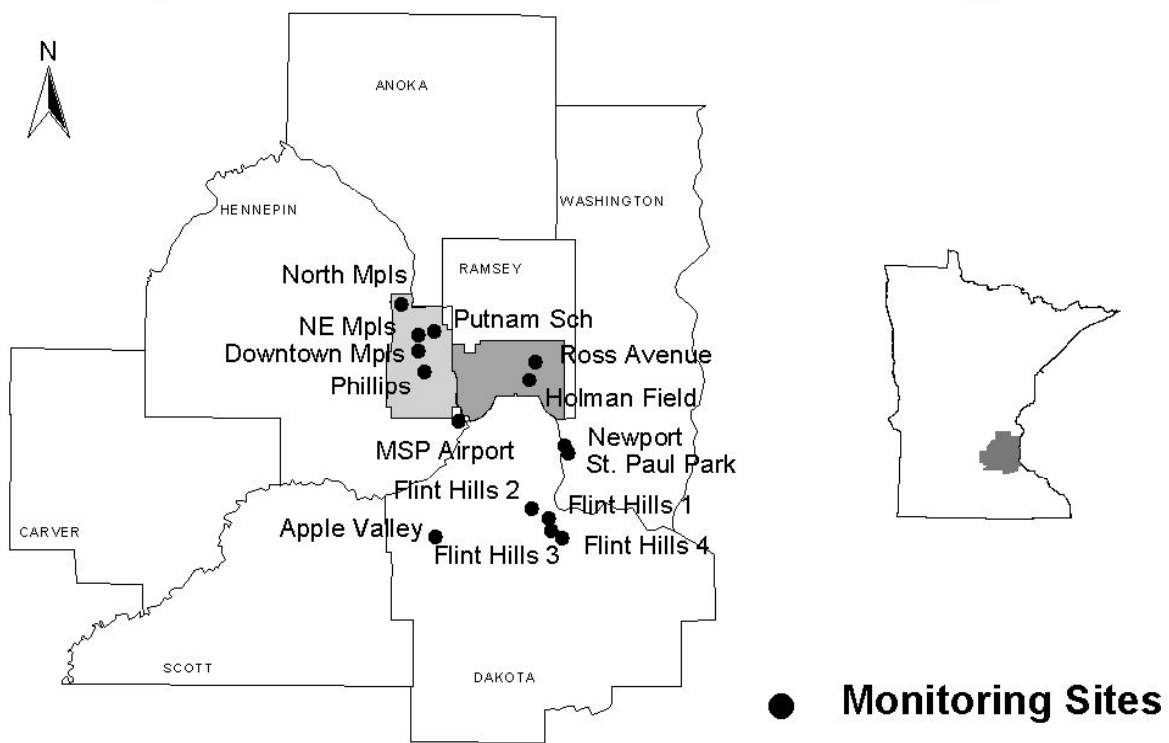 N
ANOKA
WASHINGTON
HENNEPIN
RAMSEY
North Mpls
Putnam Sch
NE Mpls
Downtown Mpls
Ross Avenue
Phillips
Holman Field
MSP Airport
Newport
St. Paul Park
Flint Hills 2
Flint Hills 1
Apple Valley
CARVER
Flint Hills 3
Flint Hills 4
SCOTT
DAKOTA
Monitoring Sites